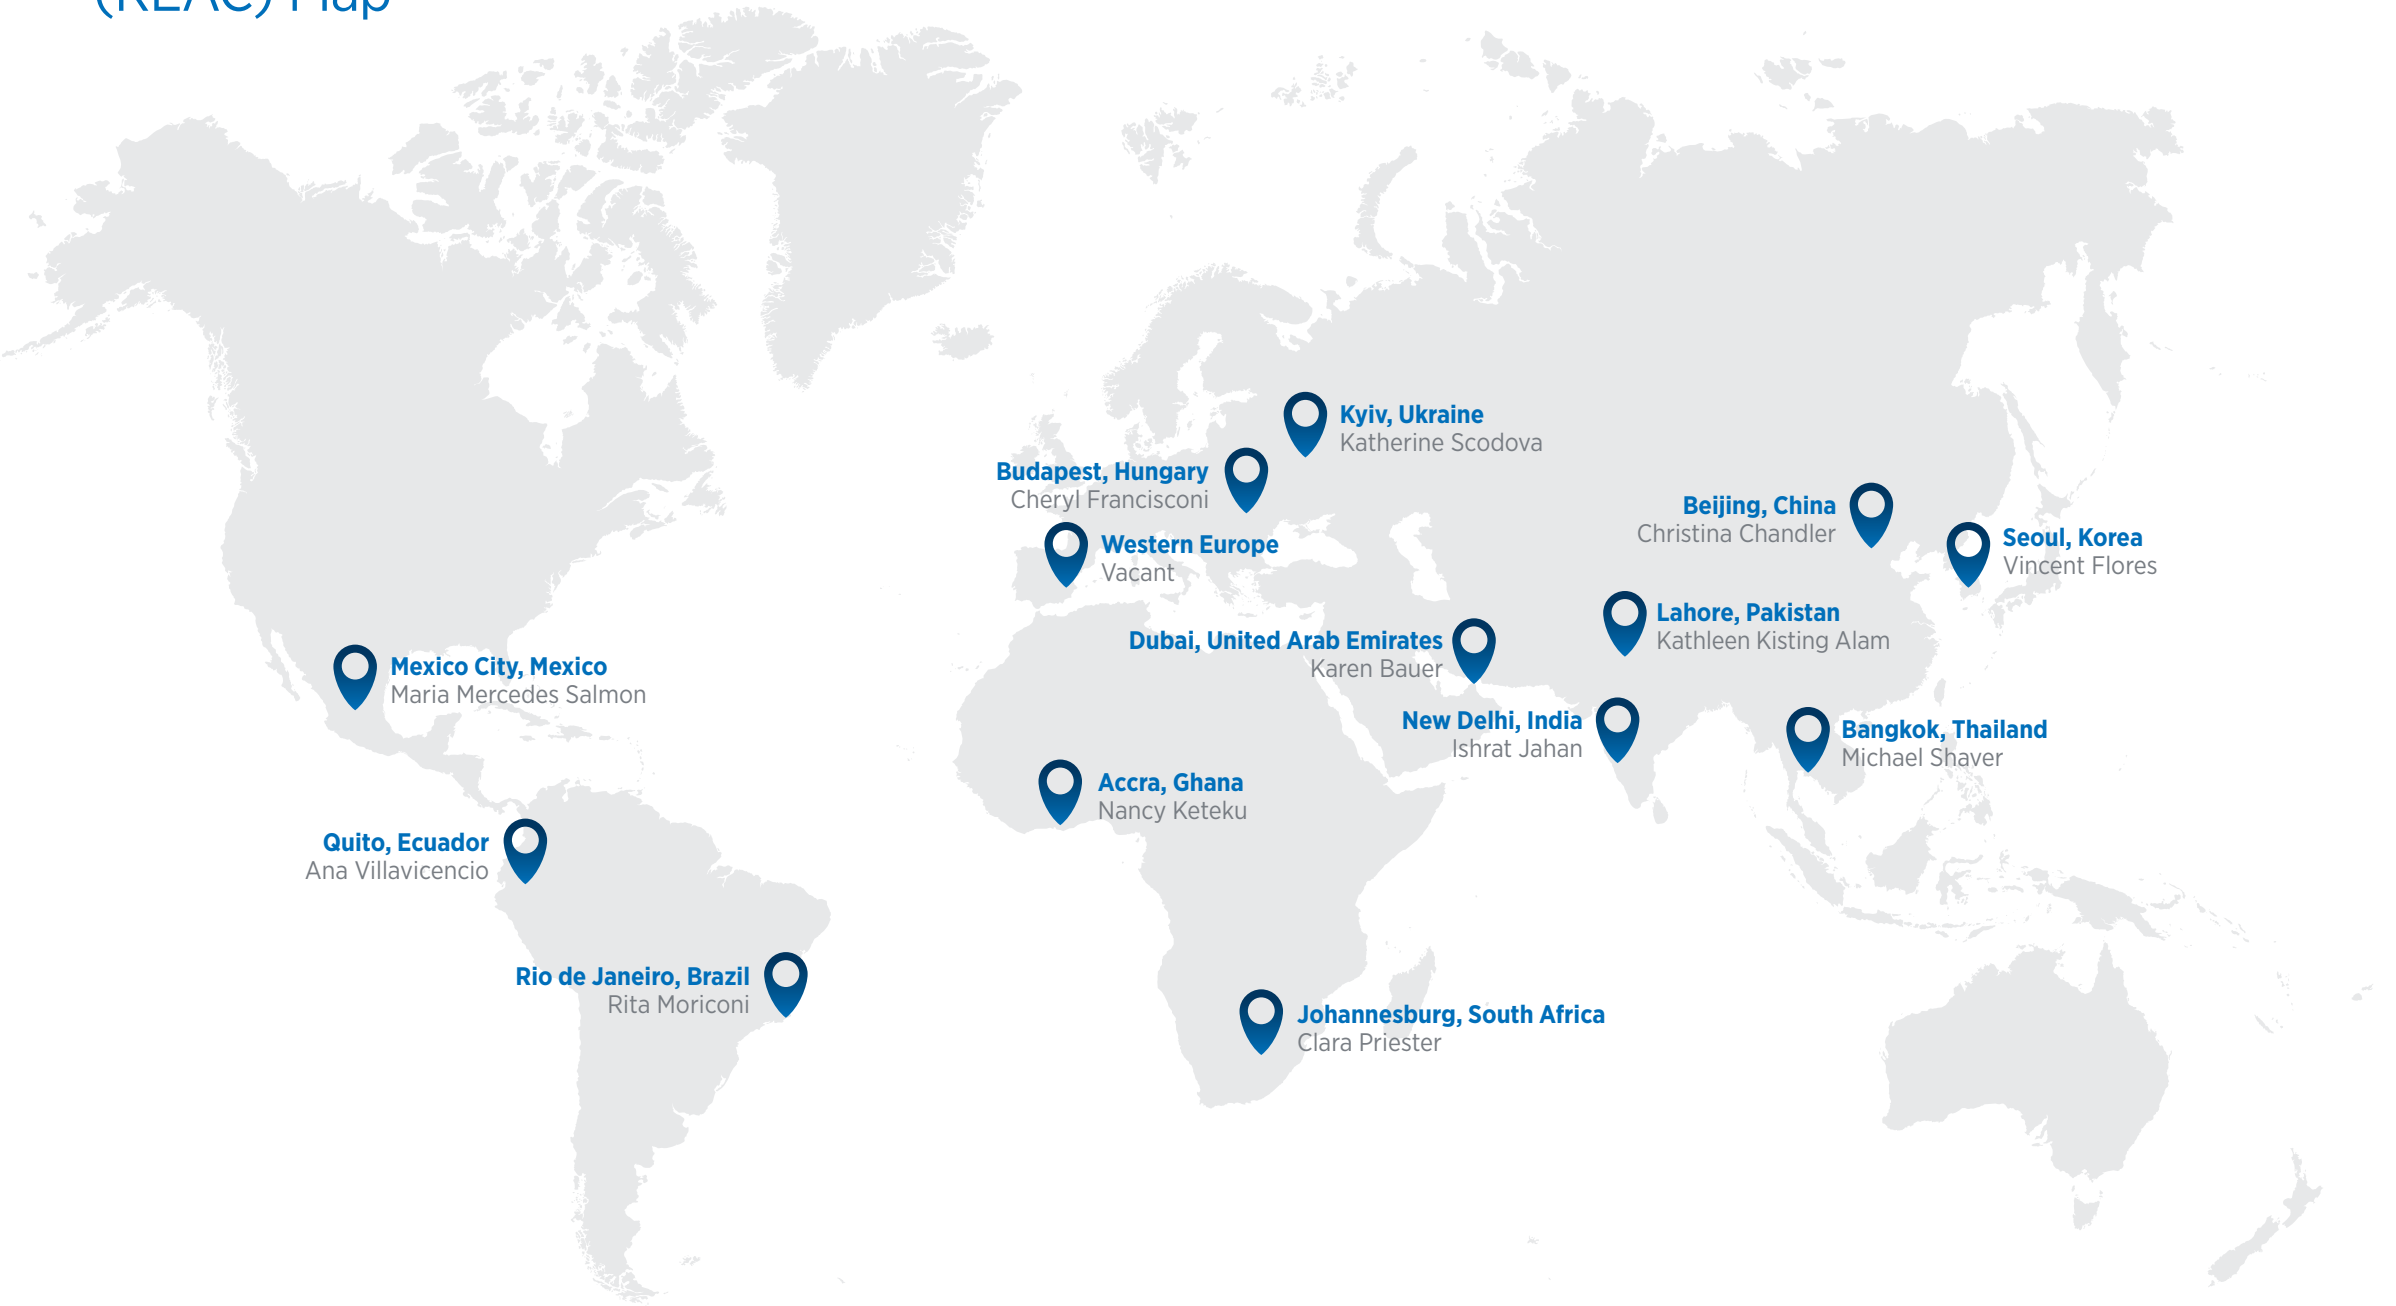 (REAC) Map
Kyiv, Ukraine
Katherine Scodova
Budapest, Hungary
Cheryl Francisconi
Western Europe
Vacant
Beijing, China
Christina Chandler
Seoul, Korea
Vincent Flores
Lahore, Pakistan
Kathleen Kisting Alam
Dubai, United Arab Emirates
Karen Bauer
Mexico City, Mexico
Maria Mercedes Salmon
New Delhi, India
Ishrat Jahan
Bangkok, Thailand
Michael Shaver
Accra, Ghana
Nancy Keteku
Quito, Ecuador
Ana Villavicencio
Rio de Janeiro, Brazil
Rita Moriconi
Johannesburg, South Africa
Clara Priester